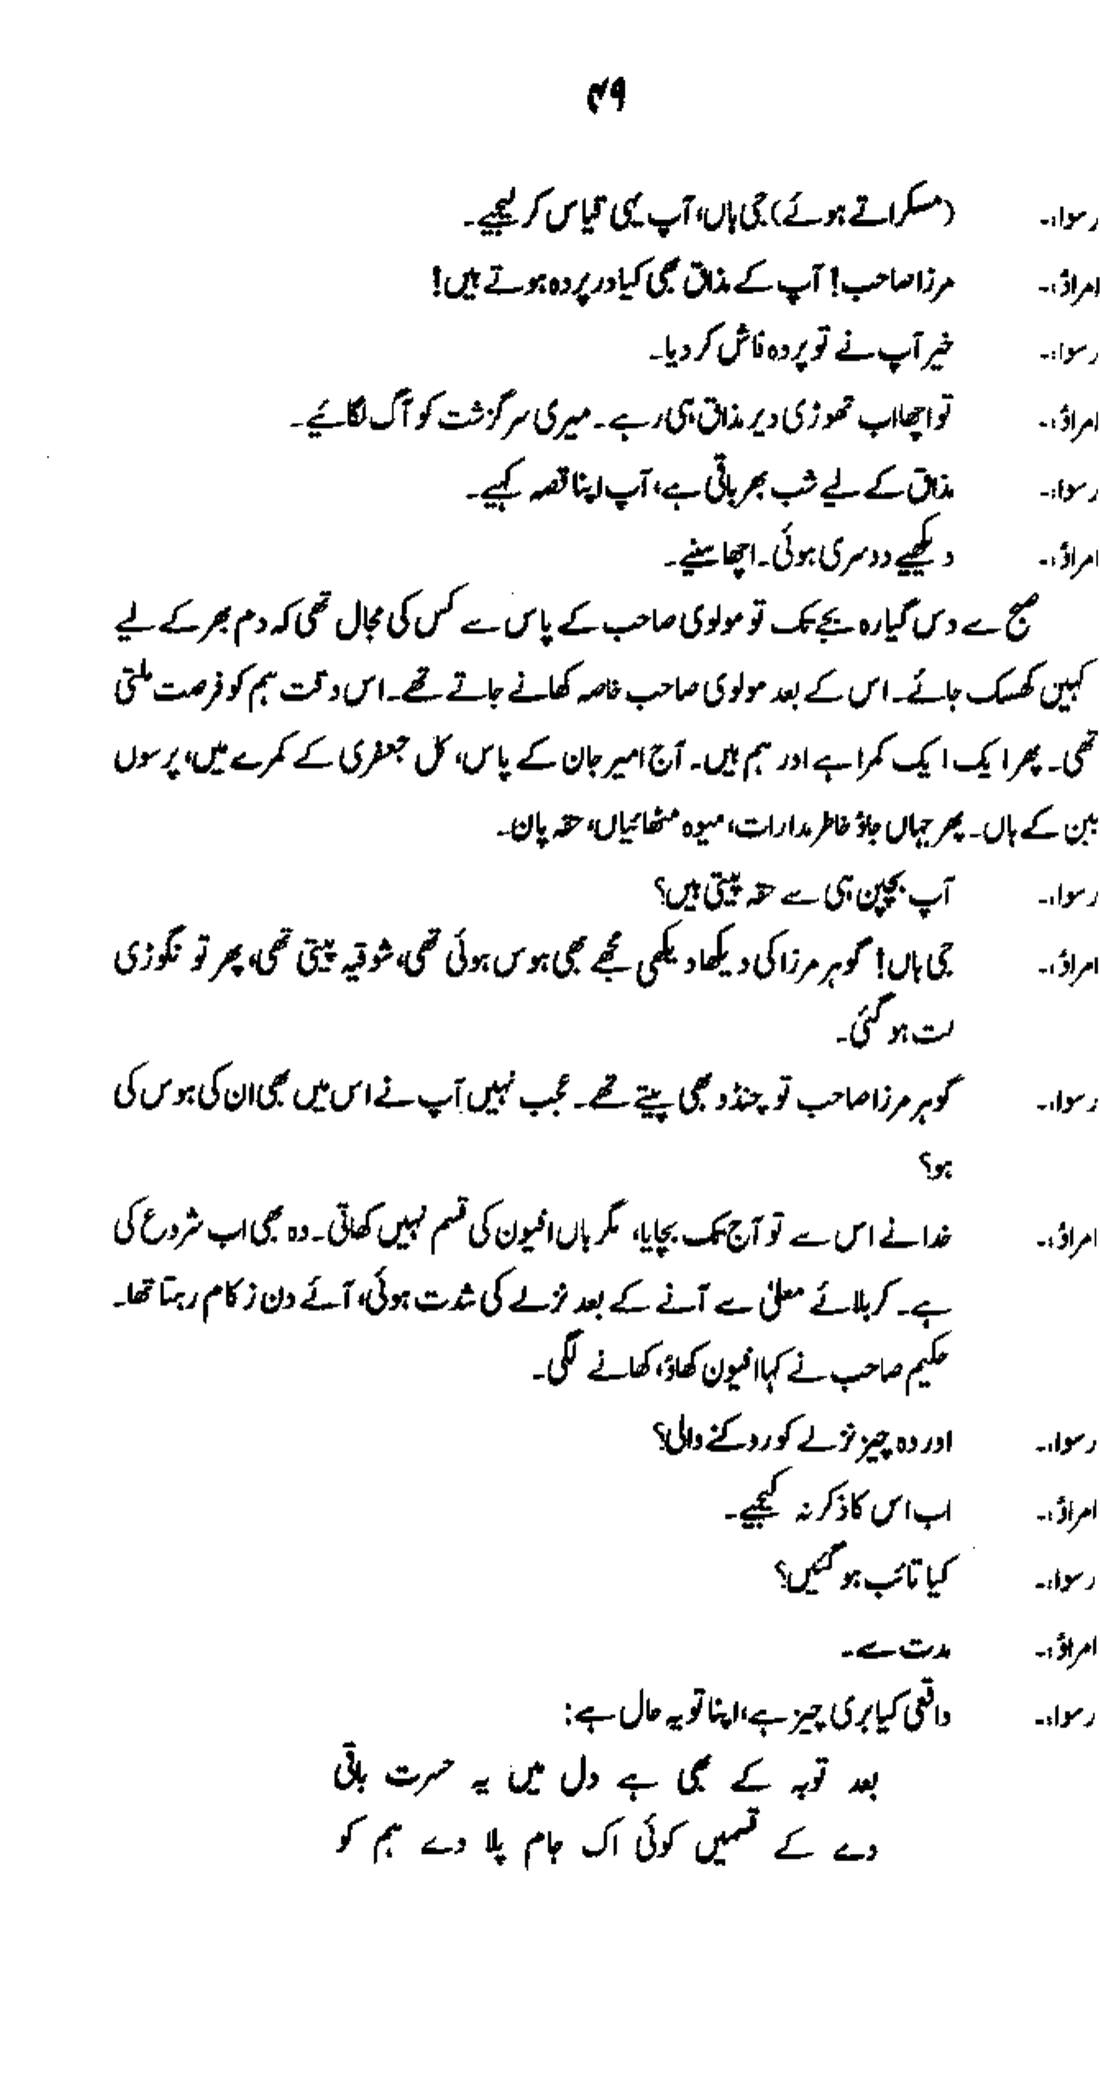 ۴۹
رسوا:۔ (مسکراتے ہوئے) جی ہاں، آپ یہی قیاس کر لیجیے۔
امراؤ:۔ مرزا صاحب! آپ کے مذاق بھی کیا در پردہ ہوتے ہیں!
رسوا:۔ خیر آپ نے تو پردہ فاش کر دیا۔
امراؤ:۔ تو اچھا اب تھوڑی دیر مذاق ہی رہے۔ میری سرگزشت کو آگ لگائیے۔
رسوا:۔ مذاق کے لیے شب بھر باقی ہے، آپ اپنا قصہ کہیے۔
امراؤ:۔ دیکھیے دوسری ہوئی۔ اچھا سنیے۔
صبح سے دس گیارہ بجے تک تو مولوی صاحب کے پاس سے کس کی مجال تھی کہ دم بھر کے لیے
کہیں کھسک جائے۔ اس کے بعد مولوی صاحب خاصہ کھانے جاتے تھے۔ اس وقت ہم کو فرصت ملتی
تھی۔ پھر ایک ایک کمرا ہے اور ہم ہیں۔ آج امیر جان کے پاس، کل جعفری کے کمرے میں، پرسوں
ببن کے ہاں۔ پھر جہاں جاؤ خاطر مدارات، میوہ مٹھائیاں، حقہ پان۔
رسوا:۔ آپ بچپن ہی سے حقہ پیتی ہیں؟
امراؤ:۔ جی ہاں! گوہر مرزا کی دیکھا دیکھی مجھے بھی ہوس ہوئی تھی، شوقیہ پیتی تھی، پھر تو نگوڑی
لت ہو گئی۔
رسوا:۔ گوہر مرزا صاحب تو چنڈو بھی پیتے تھے۔ عجب نہیں آپ نے اس میں بھی ان کی ہوس کی
ہو؟
امراؤ:۔ خدا نے اس سے تو آج تک بچایا، مگر ہاں افیون کی قسم نہیں کھاتی۔ وہ بھی اب شروع کی
ہے۔ کربلائے معلیٰ سے آنے کے بعد نزلے کی شدت ہوئی، آئے دن زکام رہتا تھا۔
حکیم صاحب نے کہا افیون کھاؤ، کھانے لگی۔
رسوا:۔ اور وہ چیز نزلے کو روکنے والی؟
امراؤ:۔ اب اس کا ذکر نہ کیجیے۔
رسوا:۔ کیا تائب ہو گئیں؟
امراؤ:۔ مدت سے۔
رسوا:۔ واقعی کیا بری چیز ہے، اپنا تو یہ حال ہے:
بعد توبہ کے بھی ہے دل میں یہ حسرت باقی
دے کے قسمیں کوئی اک جام پلا دے ہم کو